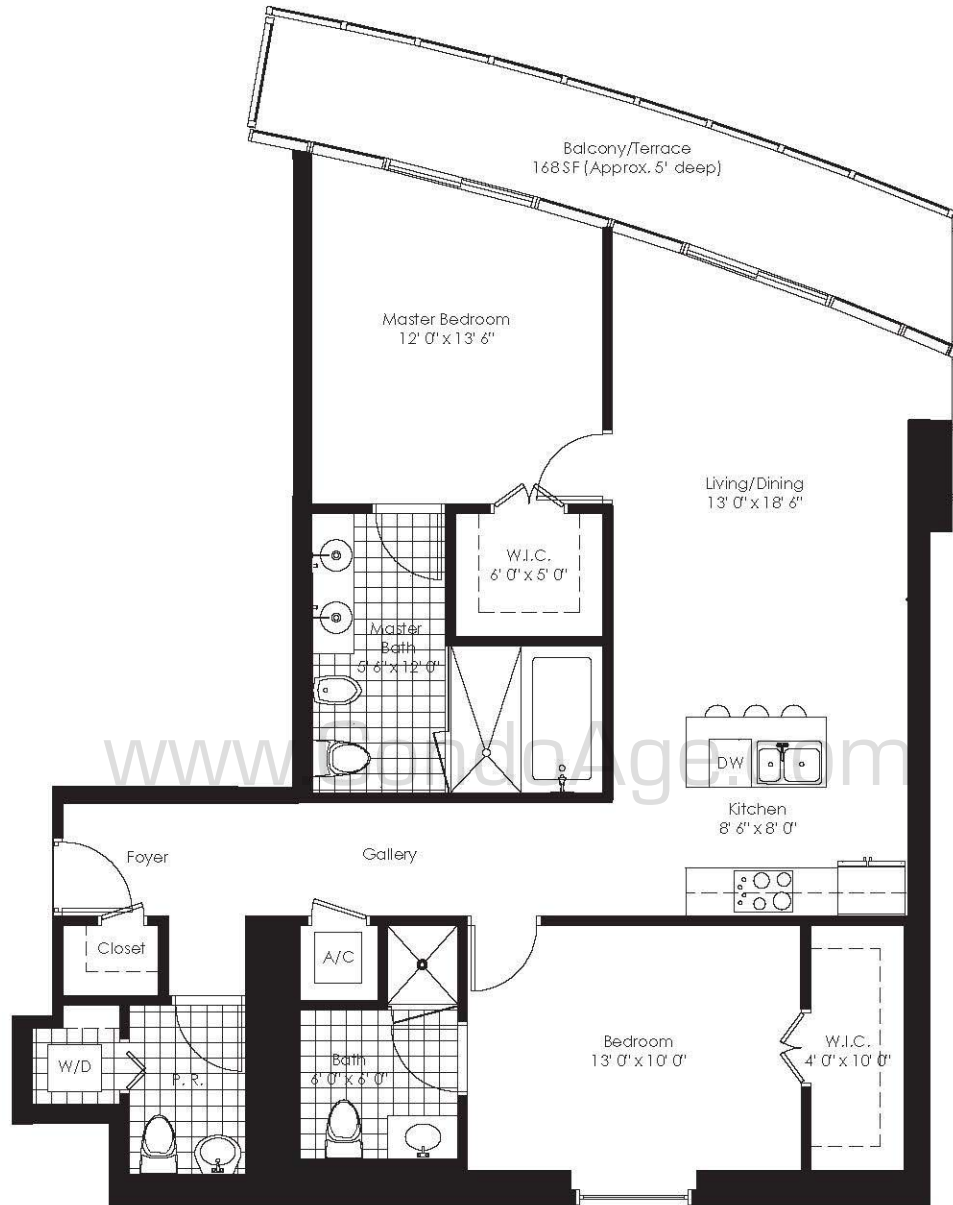 Balcony/Terrace
168 SF (Approx. 5' deep)
Master Bedroom
12' 0" x 13' 6"
Living/Dining
13' 0" x 18' 6"
W.I.C.
6' 0" x 5' 0"
Master
Bath
5' 6" x 12' 0"
www.CondoAge.com
DW
Kitchen
8' 6" x 8' 0"
Foyer
Gallery
Closet
A/C
W/D
P.R.
Bath
6' 0" x 6' 0"
Bedroom
13' 0" x 10' 0"
W.I.C.
4' 0" x 10' 0"